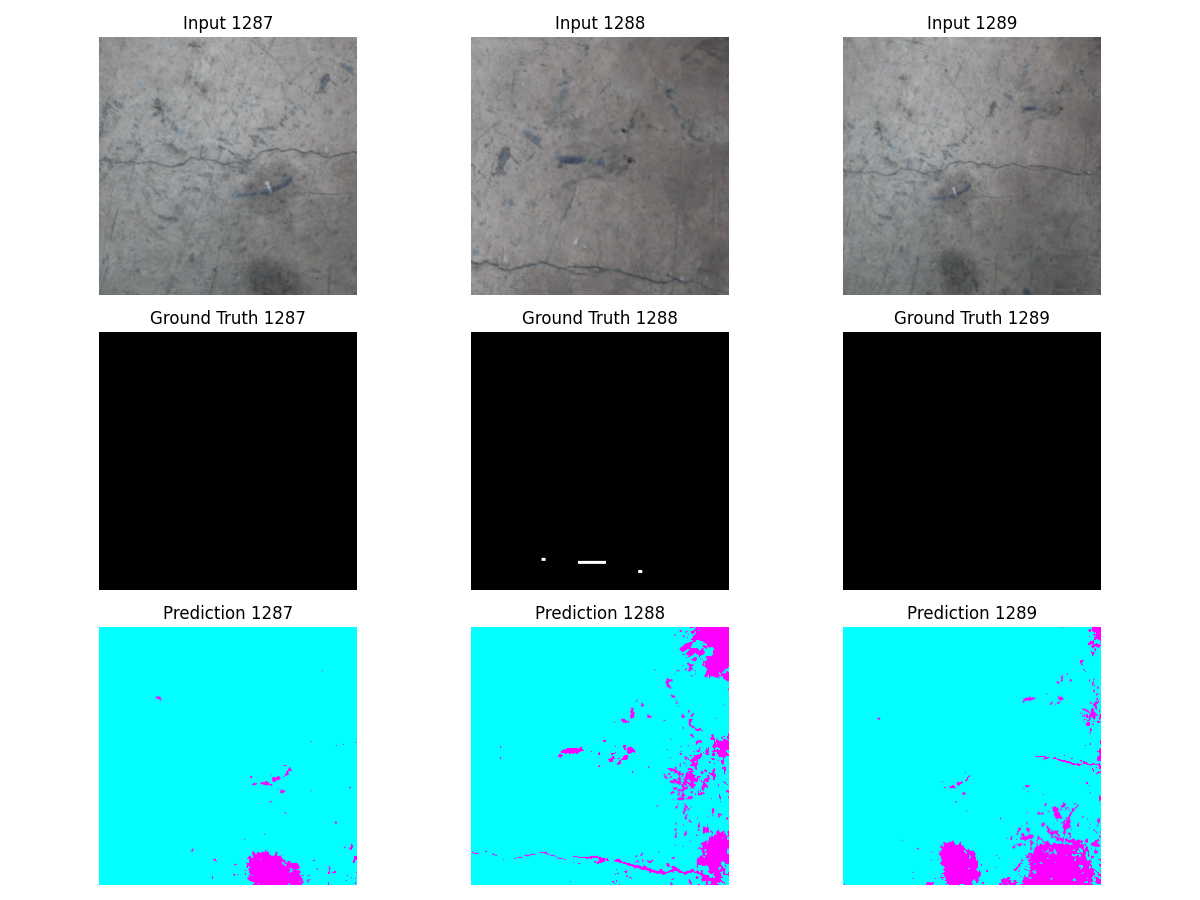 Input 1287
Input 1288
Input 1289
Ground Truth 1287
Ground Truth 1288
Ground Truth 1289
Prediction 1287
Prediction 1288
Prediction 1289